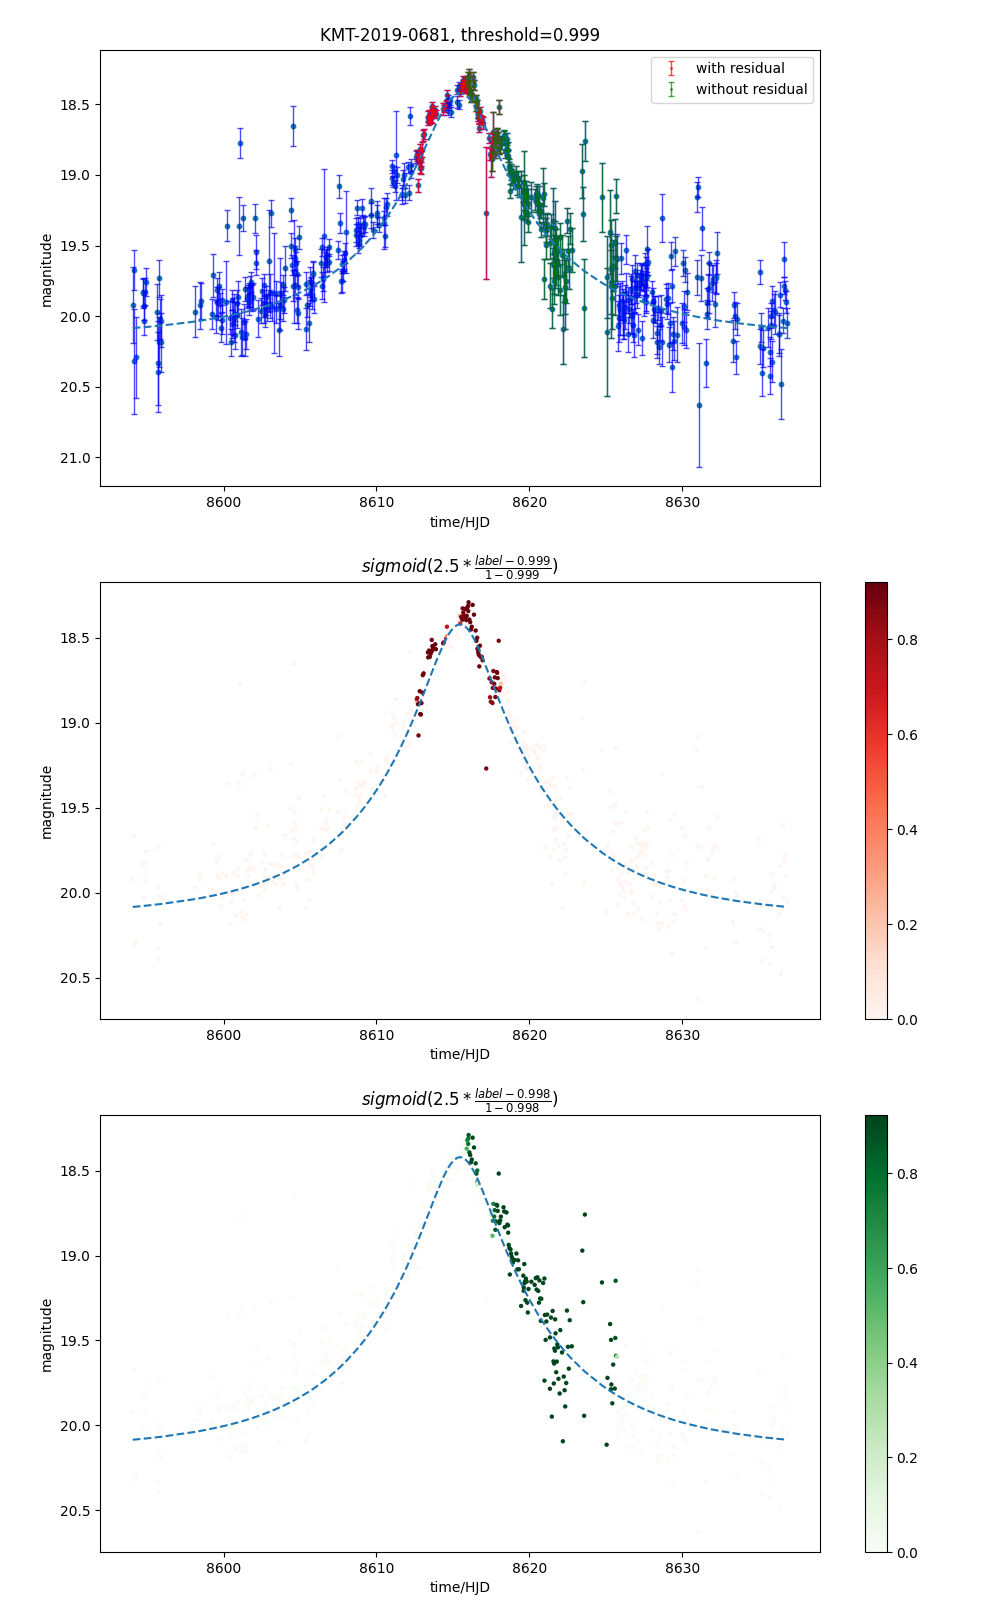 KMT-2019-0681, threshold=0.999
with residual
without residual
18.5
19.0
19.5
20.0
20.5
21.0
magnitude
8600 8610 8620 8630
time/HJD
sigmoid(2.5 * \frac{label − 0.999}{1 − 0.999})
18.5
19.0
19.5
20.0
20.5
magnitude
8600 8610 8620 8630
time/HJD
0.8
0.6
0.4
0.2
0.0
sigmoid(2.5 * \frac{label − 0.998}{1 − 0.998})
18.5
19.0
19.5
20.0
20.5
magnitude
8600 8610 8620 8630
time/HJD
0.8
0.6
0.4
0.2
0.0